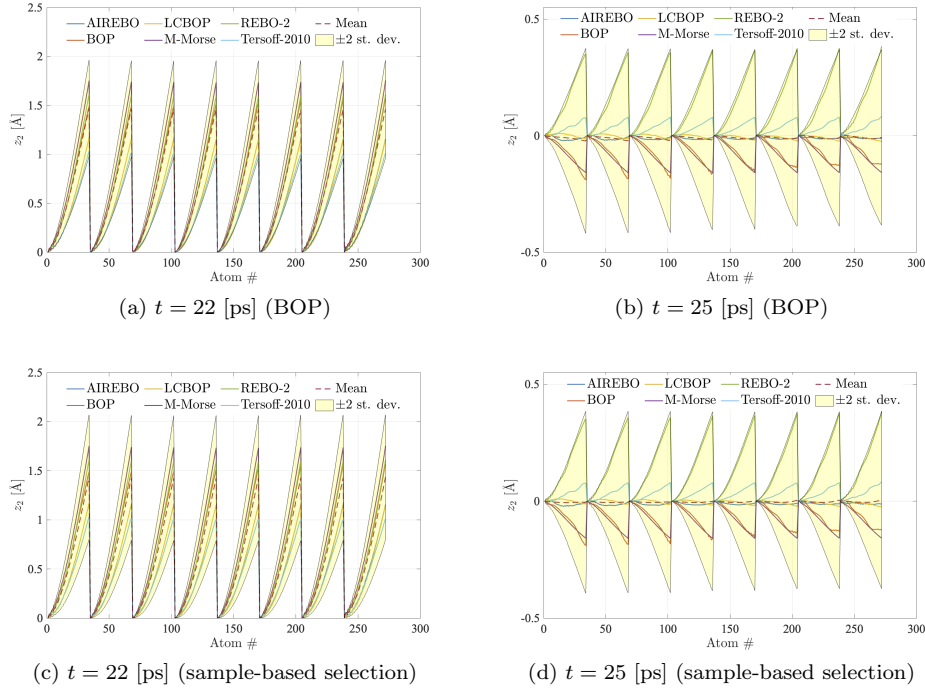 2.5
2
1.5
1
0.5
0
z₂ [Å]
AIREBO LCBOP REBO-2 Mean
BOP M-Morse Tersoff-2010 ±2 st. dev.
0 50 100 150 200 250 300
Atom #
(a) t = 22 [ps] (BOP)
0.5
0
-0.5
z₂ [Å]
AIREBO LCBOP REBO-2 Mean
BOP M-Morse Tersoff-2010 ±2 st. dev.
0 50 100 150 200 250 300
Atom #
(b) t = 25 [ps] (BOP)
2.5
2
1.5
1
0.5
0
z₂ [Å]
AIREBO LCBOP REBO-2 Mean
BOP M-Morse Tersoff-2010 ±2 st. dev.
0 50 100 150 200 250 300
Atom #
(c) t = 22 [ps] (sample-based selection)
0.5
0
-0.5
z₂ [Å]
AIREBO LCBOP REBO-2 Mean
BOP M-Morse Tersoff-2010 ±2 st. dev.
0 50 100 150 200 250 300
Atom #
(d) t = 25 [ps] (sample-based selection)